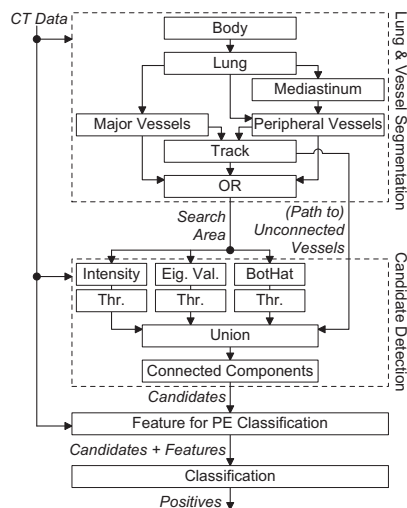 CT Data
Body
Lung
Mediastinum
Major Vessels
Peripheral Vessels
Track
OR
Lung & Vessel Segmentation
Search
Area
(Path to)
Unconnected
Vessels
Intensity
Eig. Val.
BotHat
Thr.
Thr.
Thr.
Union
Connected Components
Candidate Detection
Candidates
Feature for PE Classification
Candidates + Features
Classification
Positives